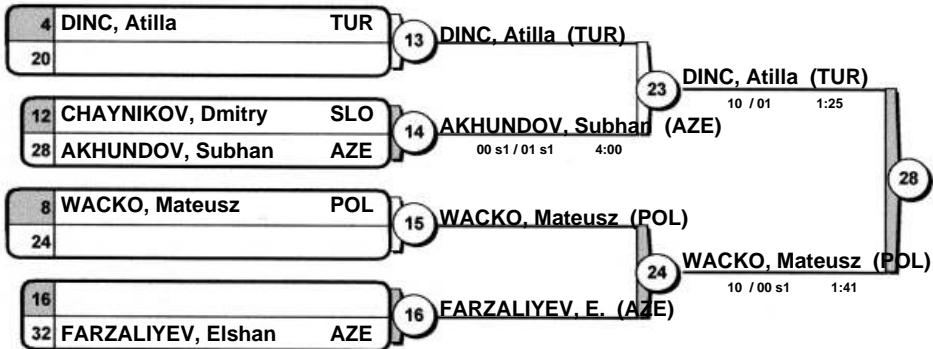 4 DINC, Atilla TUR
20
13
DINC, Atilla (TUR)
12 CHAYNIKOV, Dmitry SLO
28 AKHUNDOV, Subhan AZE
14
AKHUNDOV, Subhan (AZE)
00 s1 / 01 s1 4:00
23
DINC, Atilla (TUR)
10 / 01 1:25
8 WACKO, Mateusz POL
24
15
WACKO, Mateusz (POL)
16
32 FARZALIYEV, Elshan AZE
16
FARZALIYEV, E. (AZE)
24
WACKO, Mateusz (POL)
10 / 00 s1 1:41
28